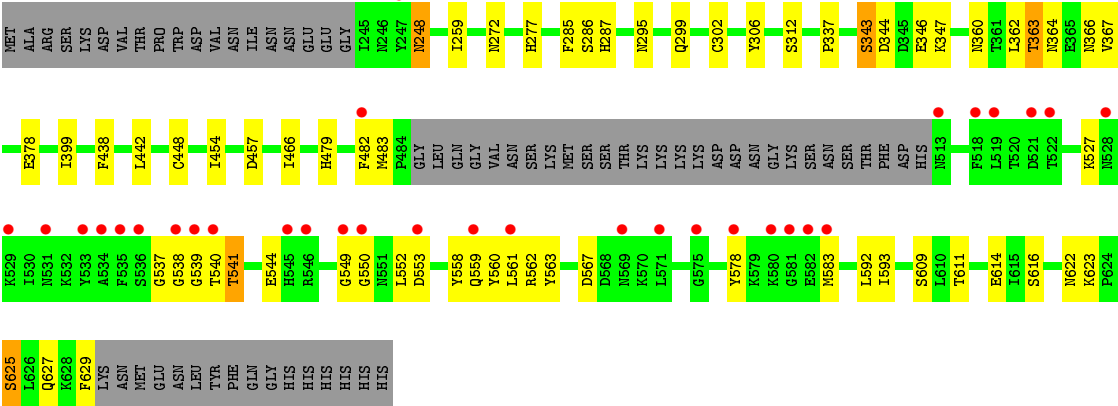 MET ALA ARG SER LYS ASP VAL THR PRO TRP ASP VAL ASN ILE ASN ASN GLU GLU GLY I245 N246 Y247 N248 I259 N272 H277 F285 S286 H287 N295 Q299 C302 Y306 S312 P337 S343 D344 D345 E346 K347 N360 T361 L362 T363 N364 E365 N366 V367
E378 I399 F438 L442 C448 I454 D457 I466 H479 F482 M483 P484 GLY LEU GLN GLY VAL ASN SER LYS MET SER SER THR LYS LYS LYS LYS ASP ASP ASN GLY LYS SER ASN SER THR PHE ASP HIS N513 F518 L519 T520 D521 T522 K527 N528
K529 I530 N531 K532 Y533 A534 F535 S536 G537 G538 G539 T540 T541 E544 H545 R546 G549 G550 N551 L552 D553 Y558 Q559 Y560 L561 R562 Y563 D567 D568 N569 K570 L571 G575 Y578 K579 K580 G581 E582 M583 L592 I593 S609 L610 T611 E614 I615 S616 N622 K623 P624
S625 L626 Q627 K628 F629 LYS ASN MET GLU ASN LEU TYR PHE GLN GLY HIS HIS HIS HIS HIS HIS